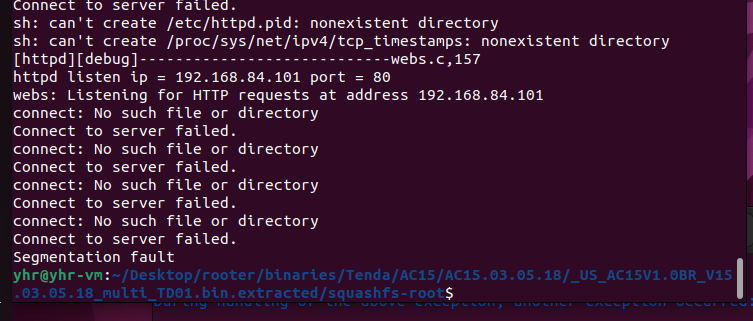 Connect to server failed.
sh: can't create /etc/httpd.pid: nonexistent directory
sh: can't create /proc/sys/net/ipv4/tcp_timestamps: nonexistent directory
[httpd][debug]----------------------------webs.c,157
httpd listen ip = 192.168.84.101 port = 80
webs: Listening for HTTP requests at address 192.168.84.101
connect: No such file or directory
Connect to server failed.
connect: No such file or directory
Connect to server failed.
connect: No such file or directory
Connect to server failed.
connect: No such file or directory
Connect to server failed.
Segmentation fault
yhr@yhr-vm:~/Desktop/rooter/binaries/Tenda/AC15/AC15.03.05.18/_US_AC15V1.0BR_V15
.03.05.18_multi_TD01.bin.extracted/squashfs-root$
During handling of the above exception, another exception occurred: